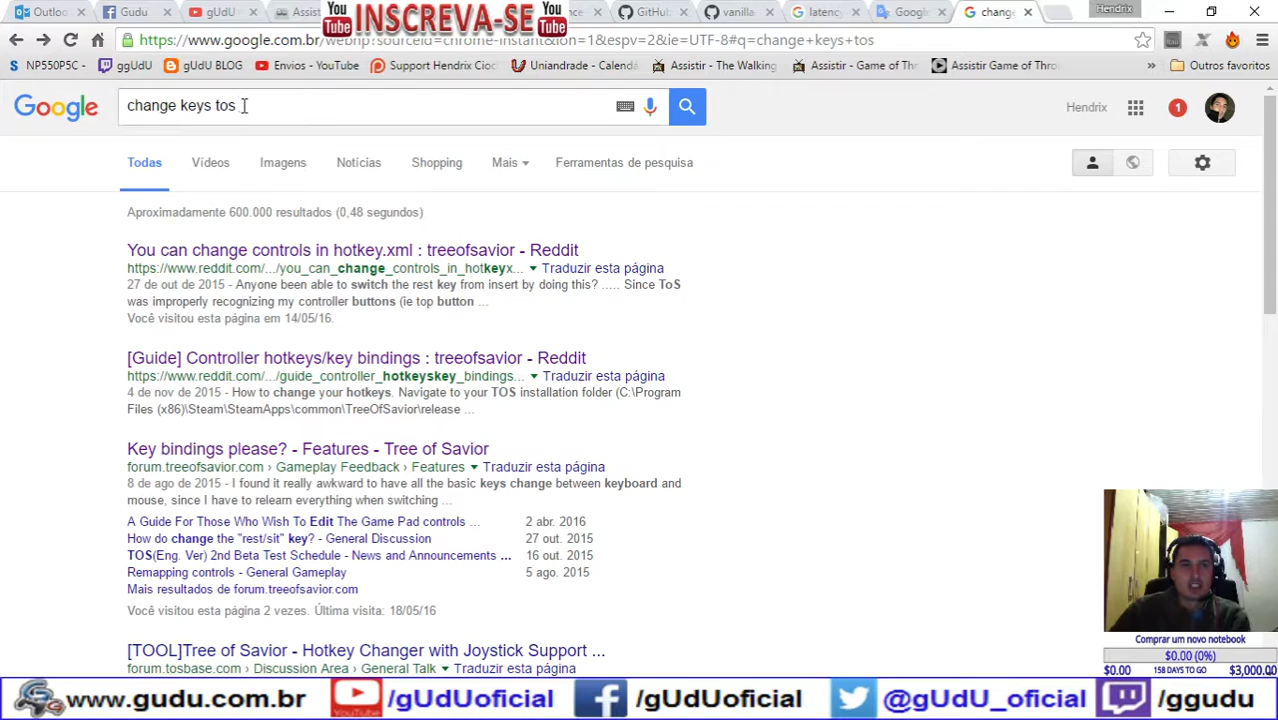 Outloo
Gudu
gUdU
Assist
You Tube INSCREVA-SE You Tube
nce
GitHub
vanilla
latency
Google
change
Hendrix
https://www.google.com.br/webhp?sourceid=chrome-instant&ion=1&espv=2&ie=UTF-8#q=change+keys+tos
NP550P5C -
ggUdU
gUdU BLOG
Envios - YouTube
Support Hendrix Cioc
Uniandrade - Curitiba
Assistir - The Walking
Assistir - Game of Thr
Assistir Game of Thro
»
Outros favoritos
Google
change keys tos
Hendrix
1
Todas
Vídeos
Imagens
Notícias
Shopping
Mais
Ferramentas de pesquisa
Aproximadamente 600.000 resultados (0,48 segundos)
You can change controls in hotkey.xml : treeofsavior - Reddit
https://www.reddit.com/.../you_can_change_controls_in_hotkeyx... Traduzir esta página
27 de out de 2015 - Anyone been able to switch the rest key from insert by doing this? ..... Since ToS
was improperly recognizing my controller buttons (ie top button ...
Você visitou esta página em 14/05/16.
[Guide] Controller hotkeys/key bindings : treeofsavior - Reddit
https://www.reddit.com/.../guide_controller_hotkeyskey_bindings... Traduzir esta página
4 de nov de 2015 - How to change your hotkeys. Navigate to your TOS installation folder (C:\Program
Files (x86)\Steam\SteamApps\common\TreeOfSavior\release ...
Key bindings please? - Features - Tree of Savior
forum.treeofsavior.com › Gameplay Feedback › Features Traduzir esta página
8 de ago de 2015 - I found it really awkward to have all the basic keys change between keyboard and
mouse, since I have to relearn everything when switching ...
A Guide For Those Who Wish To Edit The Game Pad controls ... 2 abr. 2016
How do change the "rest/sit" key? - General Discussion 27 out. 2015
TOS(Eng. Ver) 2nd Beta Test Schedule - News and Announcements ... 16 out. 2015
Remapping controls - General Gameplay 5 ago. 2015
Mais resultados de forum.treeofsavior.com
Você visitou esta página 2 vezes. Última visita: 18/05/16
[TOOL]Tree of Savior - Hotkey Changer with Joystick Support ...
forum.tosbase.com › Discussion Area › General Talk Traduzir esta página
Comprar um novo notebook
$0.00 (0%)
$0.00 158 DAYS TO GO $3,000.00
www.gudu.com.br
YouTube /gUdUoficial
/gUdUoficial
@gUdU_oficial
/ggudu